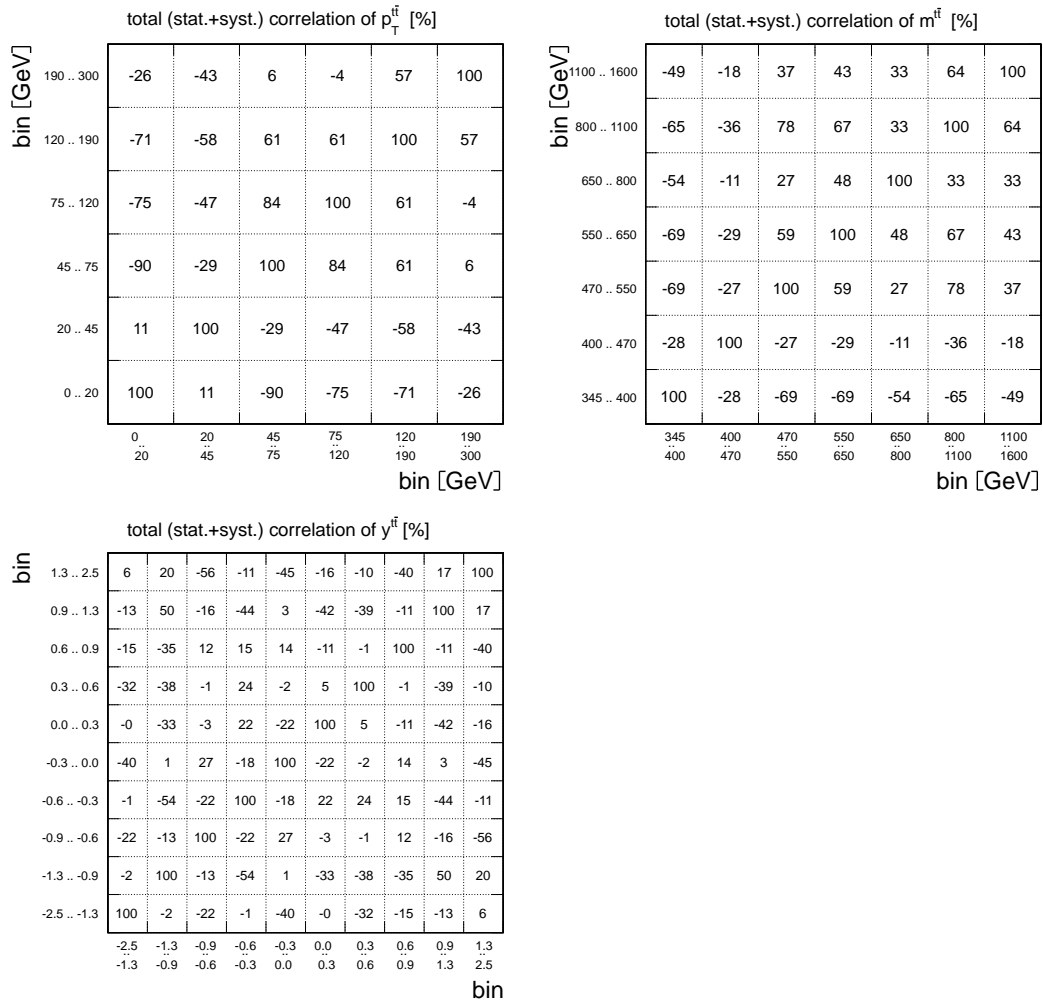 total (stat.+syst.) correlation of p_T^{tt̄} [%]
bin [GeV]
190 .. 300 -26 -43 6 -4 57 100
120 .. 190 -71 -58 61 61 100 57
75 .. 120 -75 -47 84 100 61 -4
45 .. 75 -90 -29 100 84 61 6
20 .. 45 11 100 -29 -47 -58 -43
0 .. 20 100 11 -90 -75 -71 -26
0 20 45 75 120 190
.. .. .. .. .. ..
20 45 75 120 190 300
bin [GeV]
total (stat.+syst.) correlation of m^{tt̄} [%]
bin [GeV]
1100 .. 1600 -49 -18 37 43 33 64 100
800 .. 1100 -65 -36 78 67 33 100 64
650 .. 800 -54 -11 27 48 100 33 33
550 .. 650 -69 -29 59 100 48 67 43
470 .. 550 -69 -27 100 59 27 78 37
400 .. 470 -28 100 -27 -29 -11 -36 -18
345 .. 400 100 -28 -69 -69 -54 -65 -49
345 400 470 550 650 800 1100
.. .. .. .. .. .. ..
400 470 550 650 800 1100 1600
bin [GeV]
total (stat.+syst.) correlation of y^{tt̄} [%]
bin
1.3 .. 2.5 6 20 -56 -11 -45 -16 -10 -40 17 100
0.9 .. 1.3 -13 50 -16 -44 3 -42 -39 -11 100 17
0.6 .. 0.9 -15 -35 12 15 14 -11 -1 100 -11 -40
0.3 .. 0.6 -32 -38 -1 24 -2 5 100 -1 -39 -10
0.0 .. 0.3 -0 -33 -3 22 -22 100 5 -11 -42 -16
-0.3 .. 0.0 -40 1 27 -18 100 -22 -2 14 3 -45
-0.6 .. -0.3 -1 -54 -22 100 -18 22 24 15 -44 -11
-0.9 .. -0.6 -22 -13 100 -22 27 -3 -1 12 -16 -56
-1.3 .. -0.9 -2 100 -13 -54 1 -33 -38 -35 50 20
-2.5 .. -1.3 100 -2 -22 -1 -40 -0 -32 -15 -13 6
-2.5 -1.3 -0.9 -0.6 -0.3 0.0 0.3 0.6 0.9 1.3
.. .. .. .. .. .. .. .. .. ..
-1.3 -0.9 -0.6 -0.3 0.0 0.3 0.6 0.9 1.3 2.5
bin